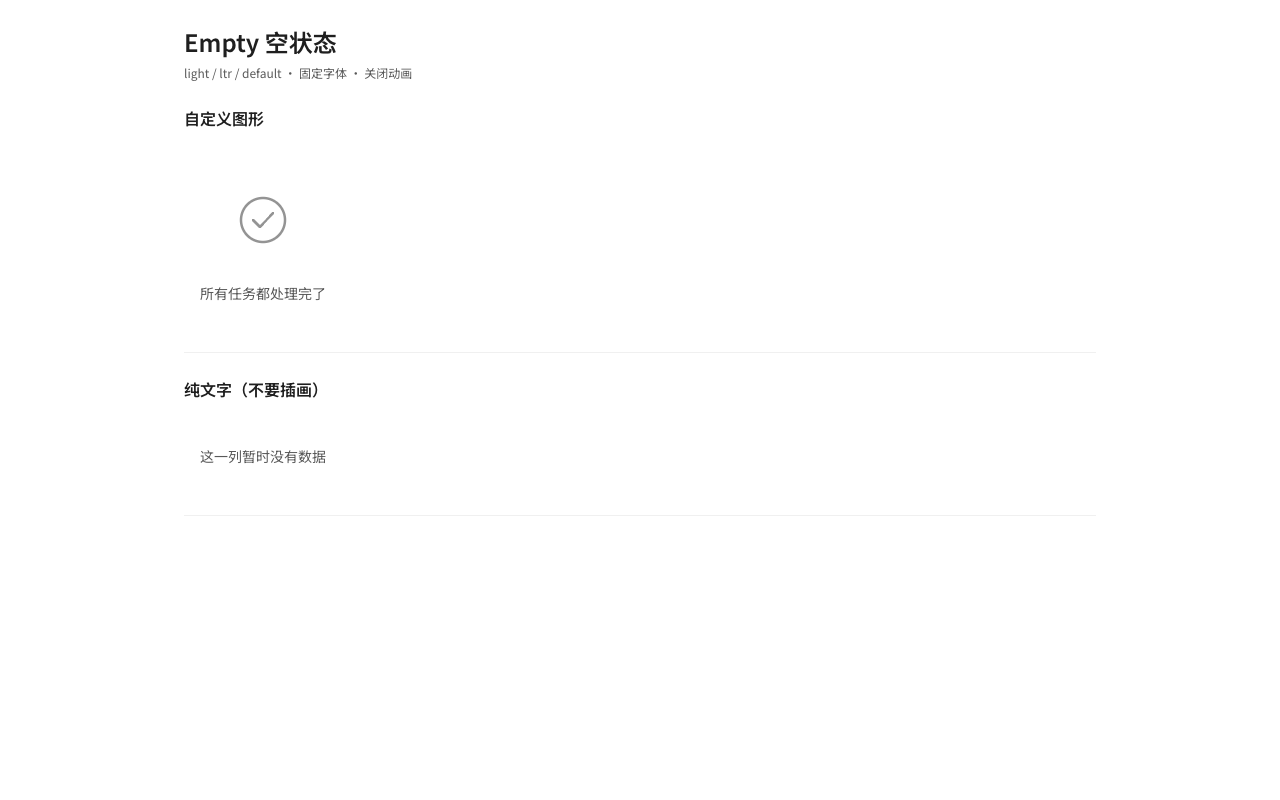 Empty 空状态
light / ltr / default · 固定字体 · 关闭动画
自定义图形
所有任务都处理完了
纯文字（不要插画）
这一列暂时没有数据